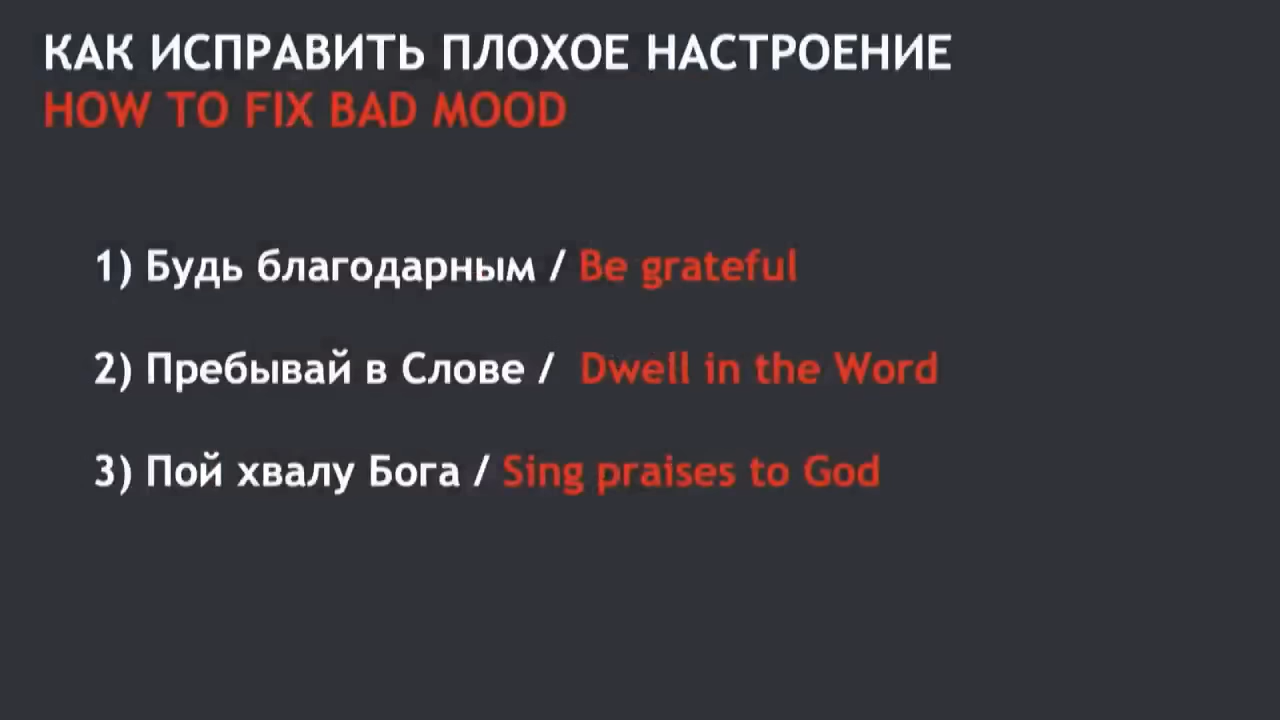 КАК ИСПРАВИТЬ ПЛОХОЕ НАСТРОЕНИЕ
HOW TO FIX BAD MOOD
1) Будь благодарным / Be grateful
2) Пребывай в Слове / Dwell in the Word
3) Пой хвалу Бога / Sing praises to God